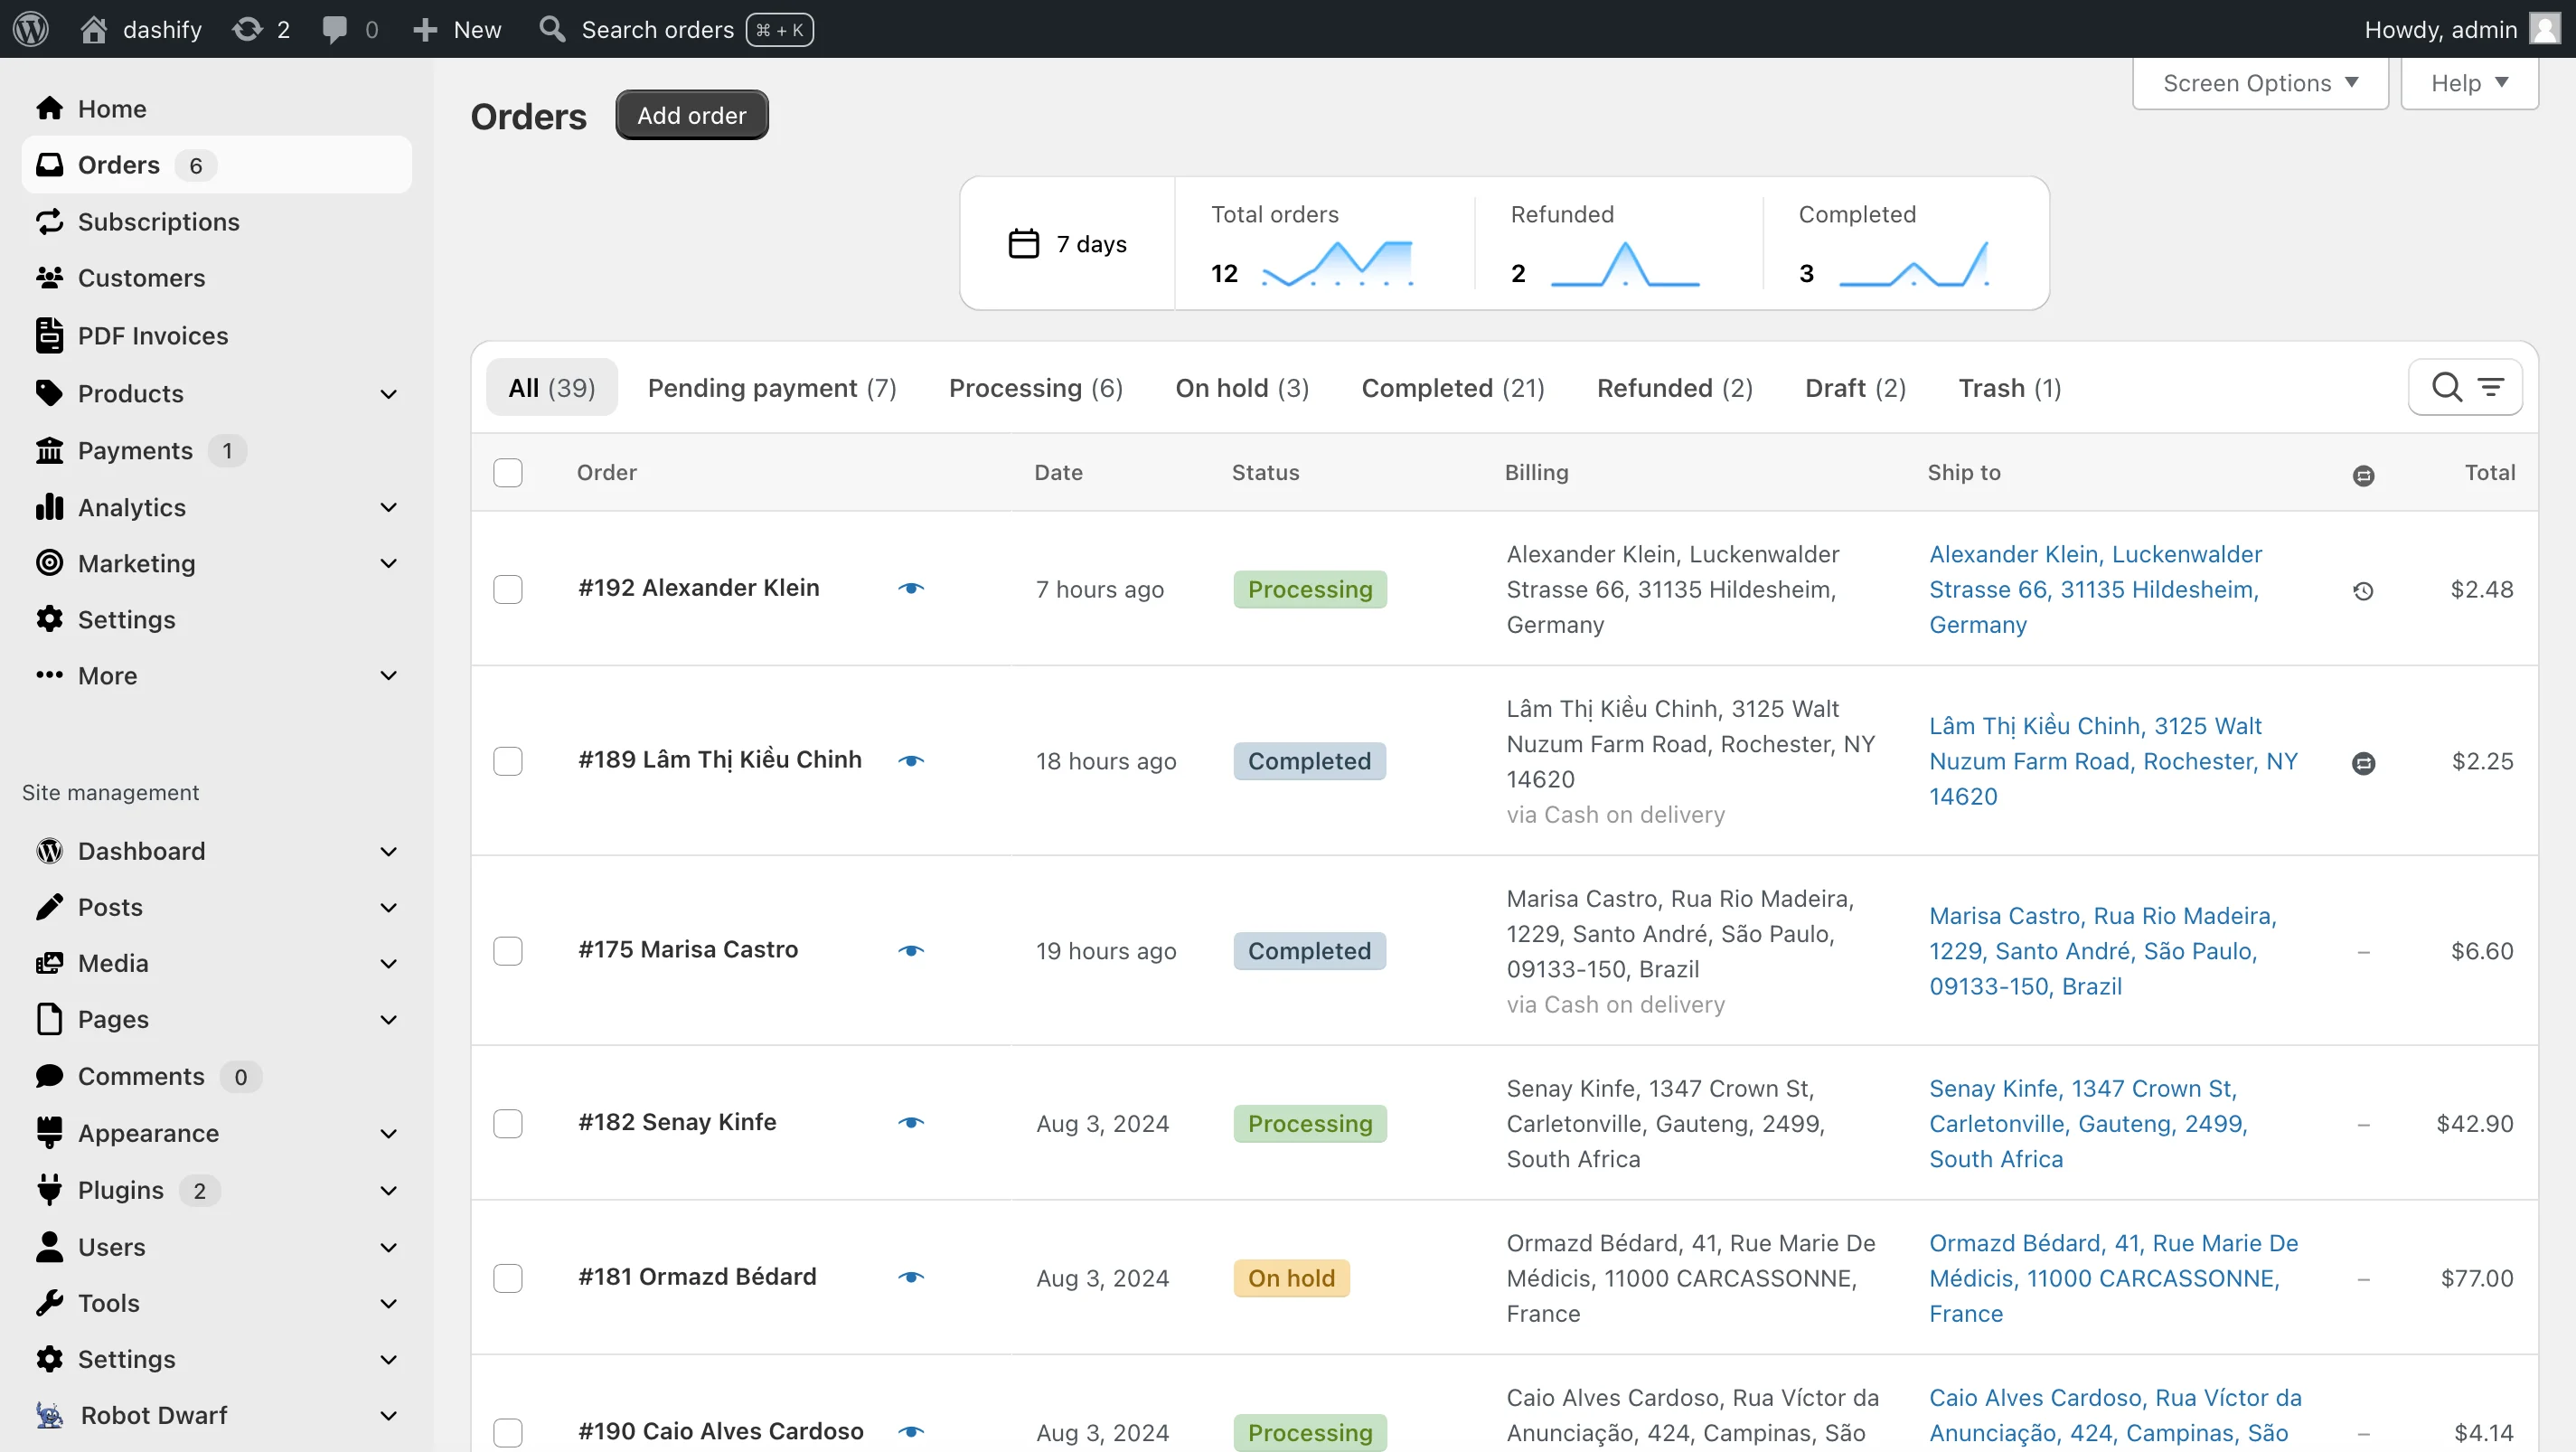 dashify 2 0 New Search orders ⌘ + K Howdy, admin
Screen Options Help
Home
Orders 6
Subscriptions
Customers
PDF Invoices
Products
Payments 1
Analytics
Marketing
Settings
More
Site management
Dashboard
Posts
Media
Pages
Comments 0
Appearance
Plugins 2
Users
Tools
Settings
Robot Dwarf
Orders Add order
7 days
Total orders
12
Refunded
2
Completed
3
All (39) Pending payment (7) Processing (6) On hold (3) Completed (21) Refunded (2) Draft (2) Trash (1)
Order Date Status Billing Ship to Total
#192 Alexander Klein
7 hours ago
Processing
Alexander Klein, Luckenwalder
Strasse 66, 31135 Hildesheim,
Germany
Alexander Klein, Luckenwalder
Strasse 66, 31135 Hildesheim,
Germany
$2.48
#189 Lâm Thị Kiều Chinh
18 hours ago
Completed
Lâm Thị Kiều Chinh, 3125 Walt
Nuzum Farm Road, Rochester, NY
14620
via Cash on delivery
Lâm Thị Kiều Chinh, 3125 Walt
Nuzum Farm Road, Rochester, NY
14620
$2.25
#175 Marisa Castro
19 hours ago
Completed
Marisa Castro, Rua Rio Madeira,
1229, Santo André, São Paulo,
09133-150, Brazil
via Cash on delivery
Marisa Castro, Rua Rio Madeira,
1229, Santo André, São Paulo,
09133-150, Brazil
–
$6.60
#182 Senay Kinfe
Aug 3, 2024
Processing
Senay Kinfe, 1347 Crown St,
Carletonville, Gauteng, 2499,
South Africa
Senay Kinfe, 1347 Crown St,
Carletonville, Gauteng, 2499,
South Africa
–
$42.90
#181 Ormazd Bédard
Aug 3, 2024
On hold
Ormazd Bédard, 41, Rue Marie De
Médicis, 11000 CARCASSONNE,
France
Ormazd Bédard, 41, Rue Marie De
Médicis, 11000 CARCASSONNE,
France
–
$77.00
#190 Caio Alves Cardoso
Aug 3, 2024
Processing
Caio Alves Cardoso, Rua Víctor da
Anunciação, 424, Campinas, São
Caio Alves Cardoso, Rua Víctor da
Anunciação, 424, Campinas, São
–
$4.14